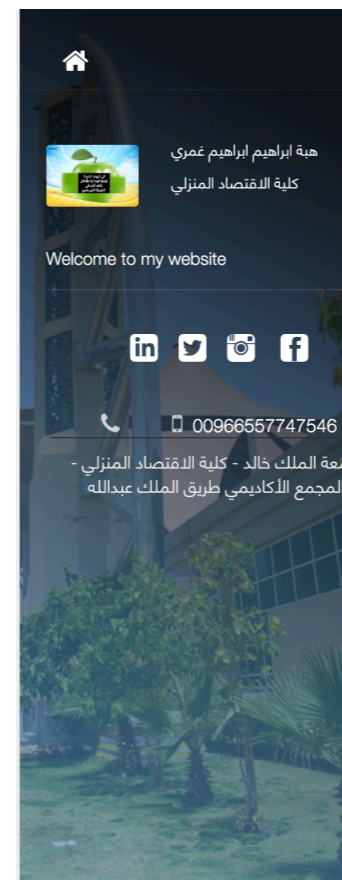 هبة ابراهيم ابراهيم غمري
كلية الاقتصاد المنزلي
Welcome to my website
00966557747546
الملك خالد - كلية الاقتصاد المنزلي -
المجمع الأكاديمي طريق الملك عبدالله